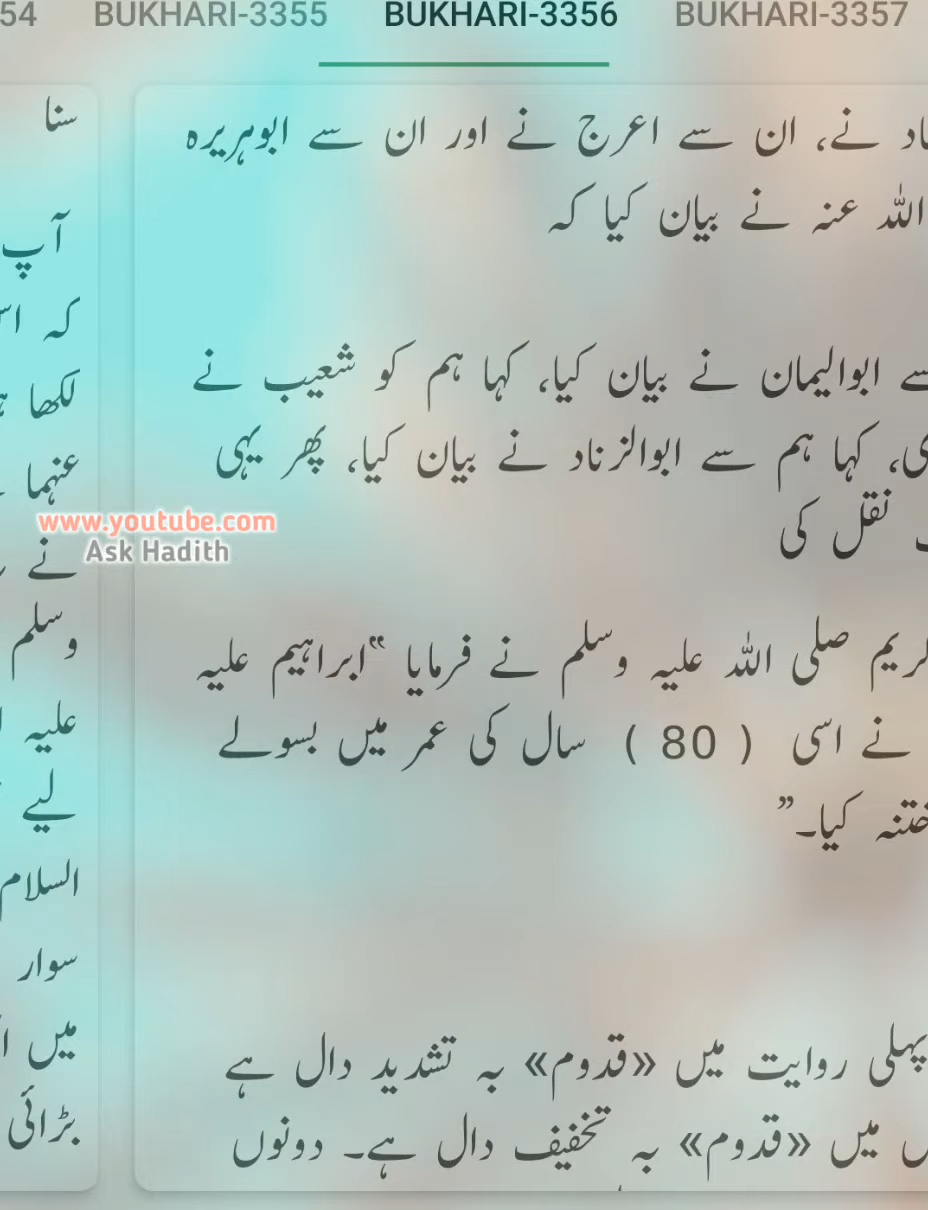 54 BUKHARI-3355 BUKHARI-3356 BUKHARI-3357
نے، ان سے اعرج نے اور ان سے ابوہریرہ
اللہ عنہ نے بیان کیا کہ
سے ابوالیمان نے بیان کیا، کہا ہم کو شعیب نے
کہا ہم سے ابوالزناد نے بیان کیا، پھر یہی
نقل کی
صلی اللہ علیہ وسلم نے فرمایا ”ابراہیم علیہ
نے اسی ( 80 ) سال کی عمر میں بسولے
ختنہ کیا۔”
پہلی روایت میں «قدوم» بہ تشدید دال ہے
میں «قدوم» بہ تخفیف دال ہے۔ دونوں
سنا
آپ
کہ
لکھا
عنہما
نے
وسلم
علیہ
لیے
السلام
سوار
میں
بڑائی
www.youtube.com
Ask Hadith